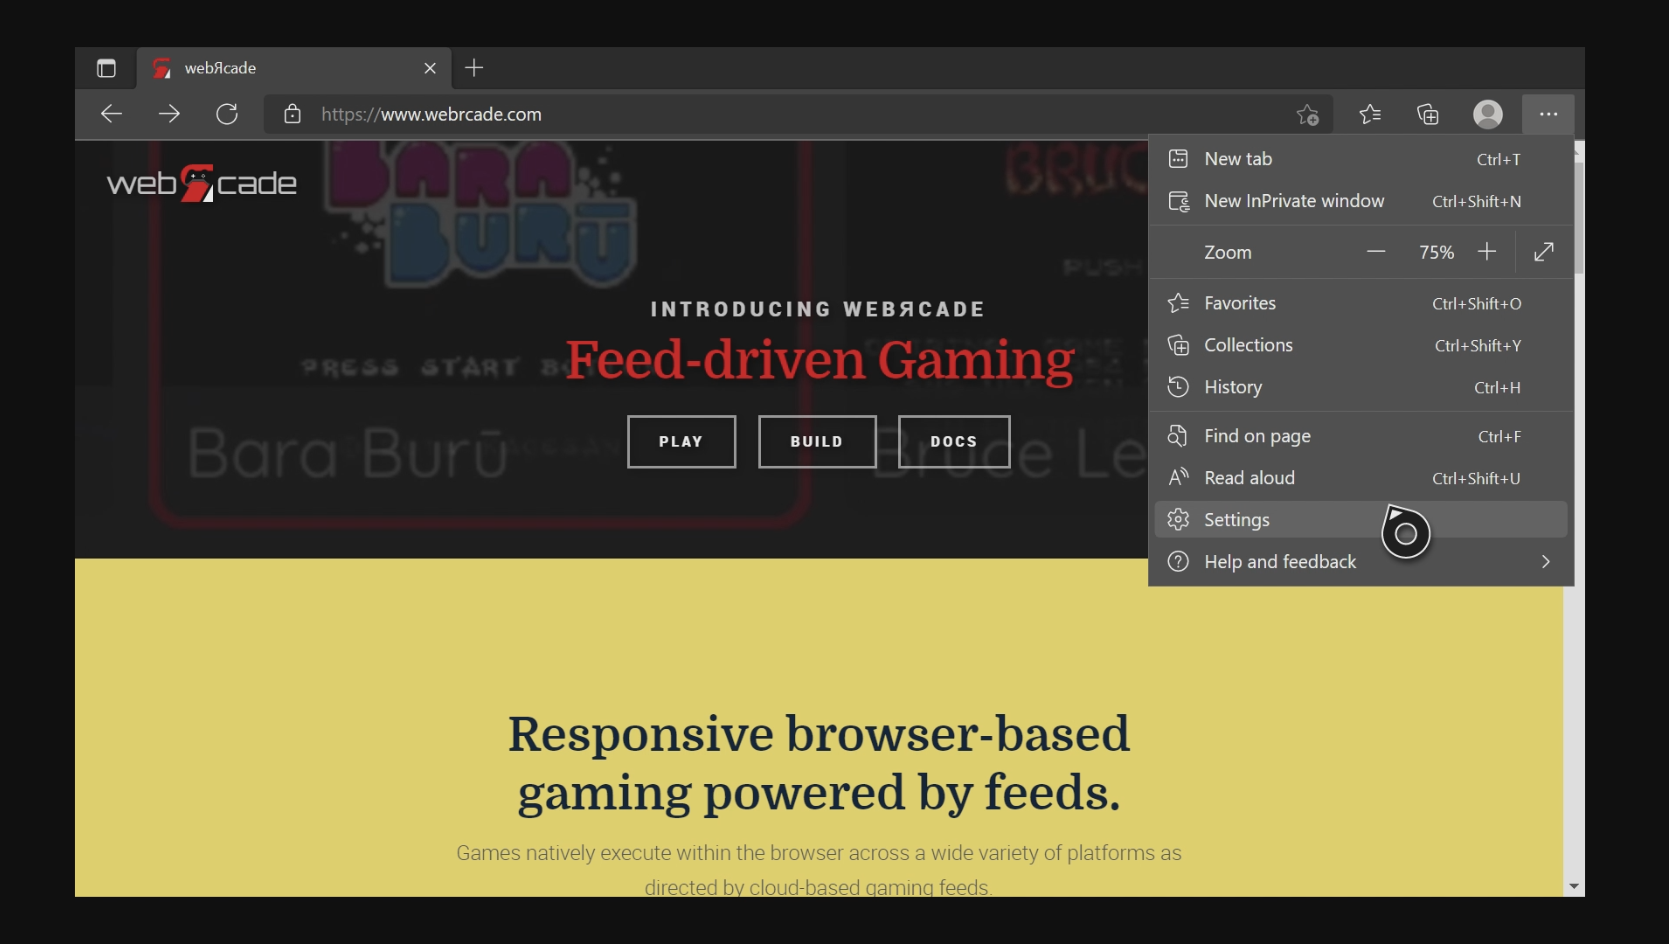 webЯcade
https://www.webrcade.com
New tab Ctrl+T
New InPrivate window Ctrl+Shift+N
Zoom 75%
Favorites Ctrl+Shift+O
Collections Ctrl+Shift+Y
History Ctrl+H
Find on page Ctrl+F
Read aloud Ctrl+Shift+U
Settings
Help and feedback
webЯcade
BARA
BURŪ
BRUC
PUSH
INTRODUCING WEBЯCADE
Feed-driven Gaming
PRESS START
PLAY BUILD DOCS
Bara Burū
Bruce Le
Responsive browser-based
gaming powered by feeds.
Games natively execute within the browser across a wide variety of platforms as
directed by cloud-based gaming feeds.